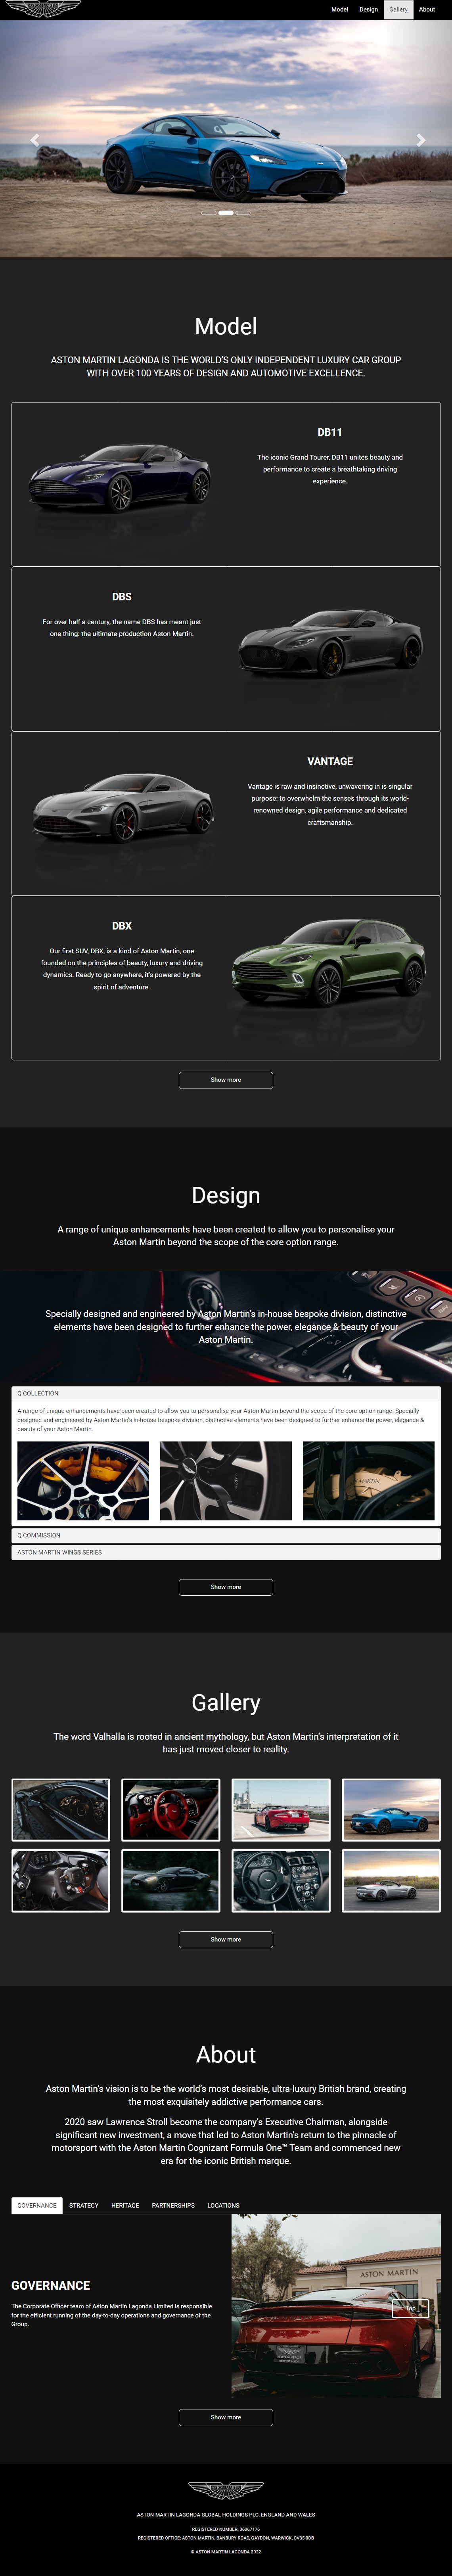 ASTON MARTIN
Model Design Gallery About
Model
ASTON MARTIN LAGONDA IS THE WORLD'S ONLY INDEPENDENT LUXURY CAR GROUP
WITH OVER 100 YEARS OF DESIGN AND AUTOMOTIVE EXCELLENCE.
DB11
The iconic Grand Tourer, DB11 unites beauty and
performance to create a breathtaking driving
experience.
DBS
For over half a century, the name DBS has meant just
one thing: the ultimate production Aston Martin.
VANTAGE
Vantage is raw and insinctive, unwavering in is singular
purpose: to overwhelm the senses through its world-
renowned design, agile performance and dedicated
craftsmanship.
DBX
Our first SUV, DBX, is a kind of Aston Martin, one
founded on the principles of beauty, luxury and driving
dynamics. Ready to go anywhere, it's powered by the
spirit of adventure.
Show more
Design
A range of unique enhancements have been created to allow you to personalise your
Aston Martin beyond the scope of the core option range.
Specially designed and engineered by Aston Martin's in-house bespoke division, distinctive
elements have been designed to further enhance the power, elegance & beauty of your
Aston Martin.
Q COLLECTION
A range of unique enhancements have been created to allow you to personalise your Aston Martin beyond the scope of the core option range. Specially
designed and engineered by Aston Martin's in-house bespoke division, distinctive elements have been designed to further enhance the power, elegance &
beauty of your Aston Martin.
MARTIN
Q COMMISSION
ASTON MARTIN WINGS SERIES
Show more
Gallery
The word Valhalla is rooted in ancient mythology, but Aston Martin's interpretation of it
has just moved closer to reality.
Show more
About
Aston Martin's vision is to be the world's most desirable, ultra-luxury British brand, creating
the most exquisitely addictive performance cars.
2020 saw Lawrence Stroll become the company's Executive Chairman, alongside
significant new investment, a move that led to Aston Martin's return to the pinnacle of
motorsport with the Aston Martin Cognizant Formula One™ Team and commenced new
era for the iconic British marque.
GOVERNANCE STRATEGY HERITAGE PARTNERSHIPS LOCATIONS
ASTON MARTIN
GOVERNANCE
The Corporate Officer team of Aston Martin Lagonda Limited is responsible
for the efficient running of the day-to-day operations and governance of the
Group.
Top
Show more
ASTON MARTIN
ASTON MARTIN LAGONDA GLOBAL HOLDINGS PLC, ENGLAND AND WALES
REGISTERED NUMBER: 06067176
REGISTERED OFFICE: ASTON MARTIN, BANBURY ROAD, GAYDON, WARWICK, CV35 0DB
© ASTON MARTIN LAGONDA 2022